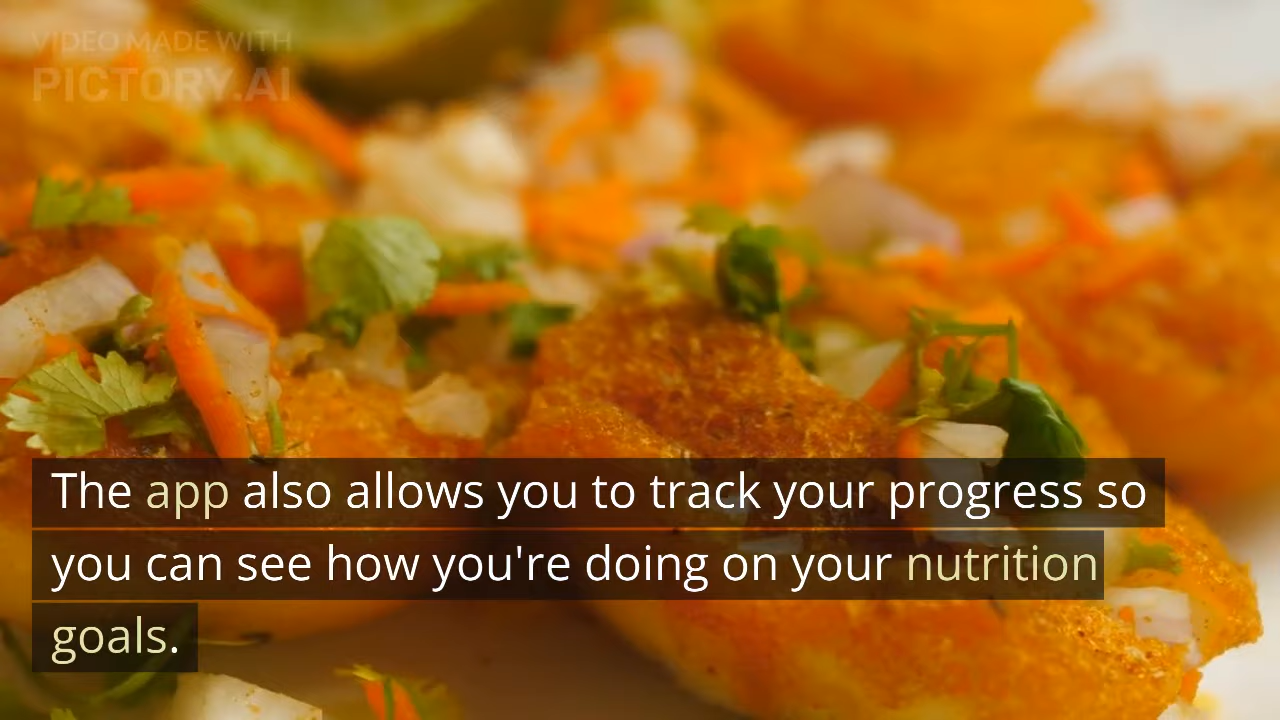 VIDEO MADE WITH
PICTORY.AI
The app also allows you to track your progress so
you can see how you're doing on your nutrition
goals.